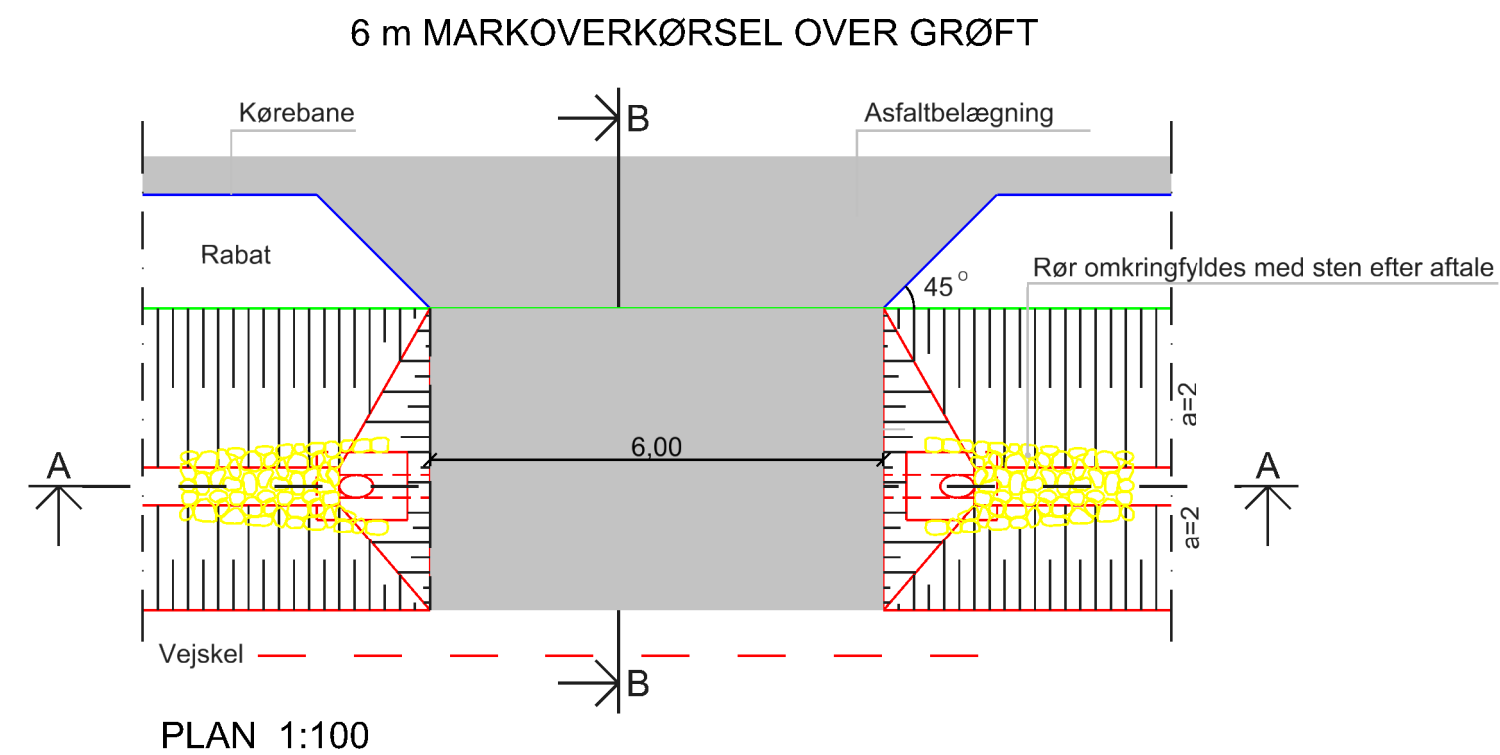 6 m MARKOVERKØRSEL OVER GRØFT
Kørebane
B
Asfaltbelægning
Rabat
Rør omkringfyldes med sten efter aftale
45°
a=2
6,00
A
A
a=2
Vejskel
B
PLAN 1:100